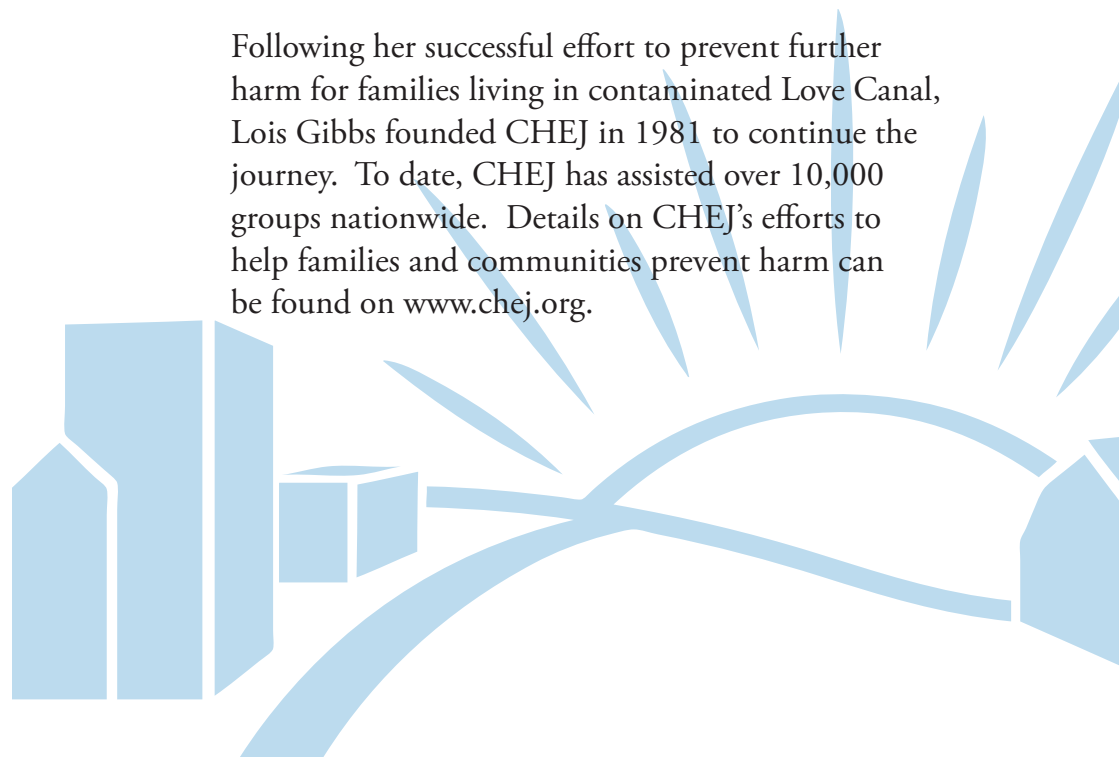 Following her successful effort to prevent further
harm for families living in contaminated Love Canal,
Lois Gibbs founded CHEJ in 1981 to continue the
journey.  To date, CHEJ has assisted over 10,000
groups nationwide.  Details on CHEJ’s efforts to
help families and communities prevent harm can
be found on www.chej.org.